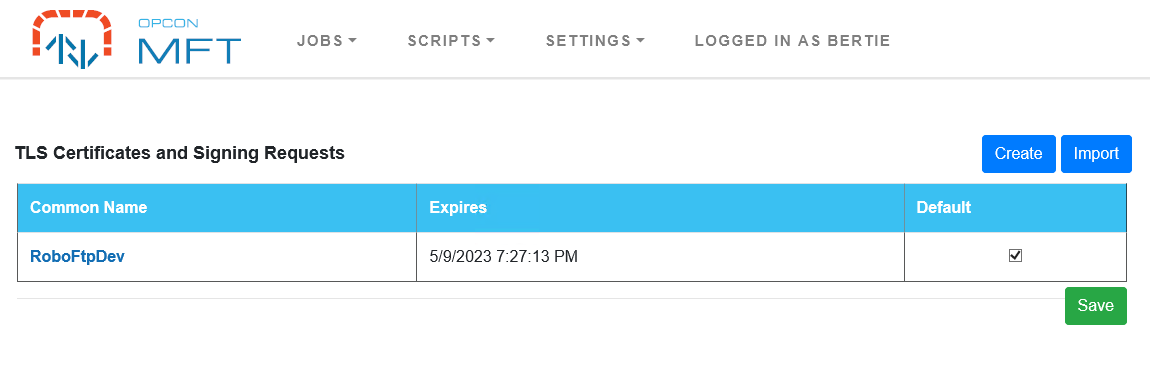 OPCON
MFT
JOBS SCRIPTS SETTINGS LOGGED IN AS BERTIE
TLS Certificates and Signing Requests Create Import
Common Name Expires Default
RoboFtpDev 5/9/2023 7:27:13 PM
Save